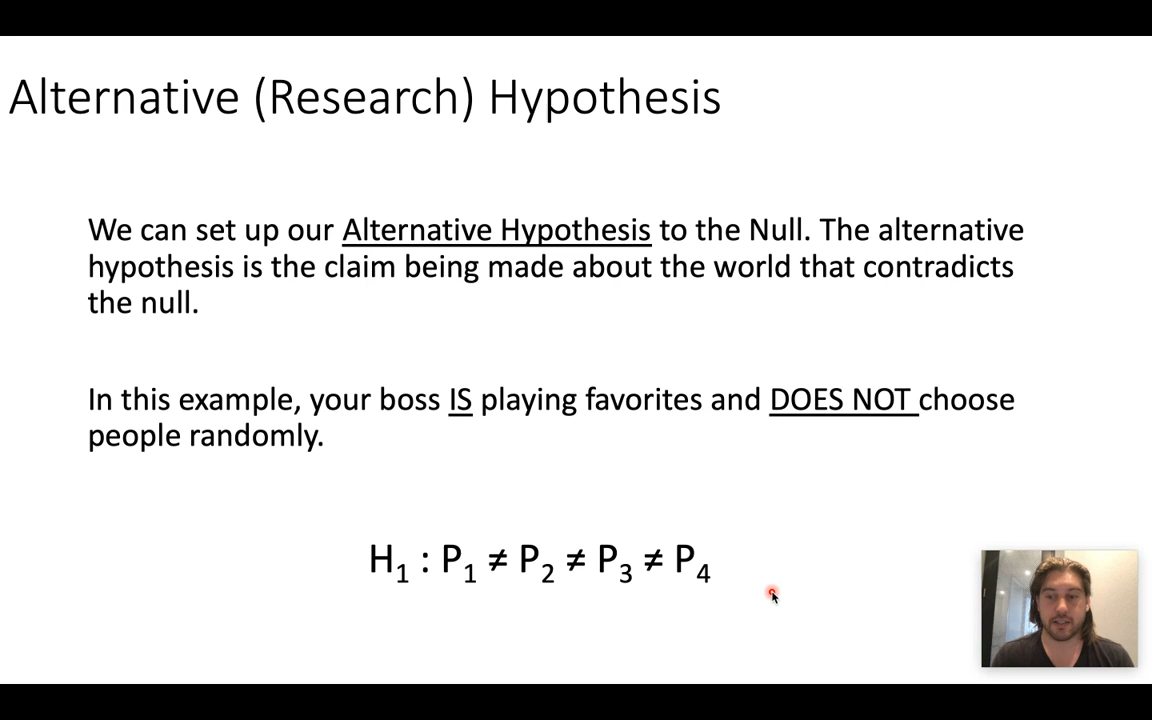 Alternative (Research) Hypothesis
We can set up our Alternative Hypothesis to the Null. The alternative
hypothesis is the claim being made about the world that contradicts
the null.
In this example, your boss IS playing favorites and DOES NOT choose
people randomly.
H₁ : P₁ ≠ P₂ ≠ P₃ ≠ P₄